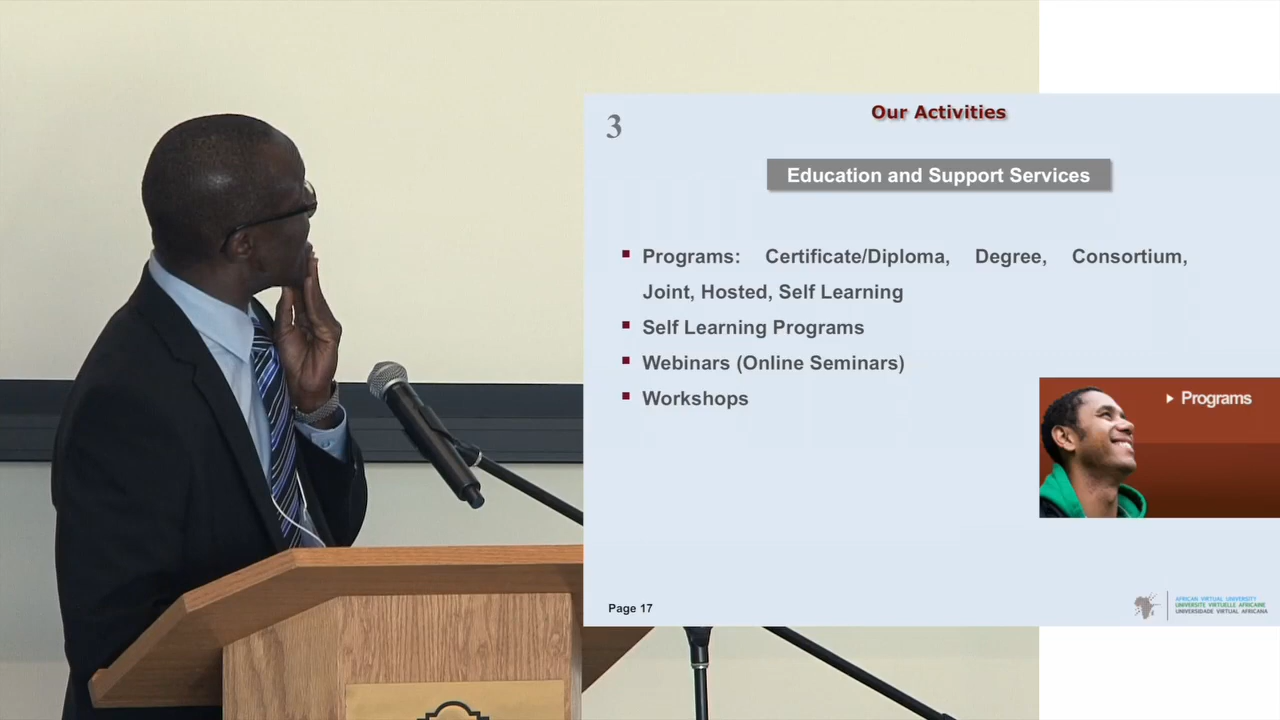 3
Our Activities
Education and Support Services
Programs: Certificate/Diploma, Degree, Consortium,
Joint, Hosted, Self Learning
Self Learning Programs
Webinars (Online Seminars)
Workshops
Programs
Page 17
AFRICAN VIRTUAL UNIVERSITY
UNIVERSITE VIRTUELLE AFRICAINE
UNIVERSIDADE VIRTUAL AFRICANA